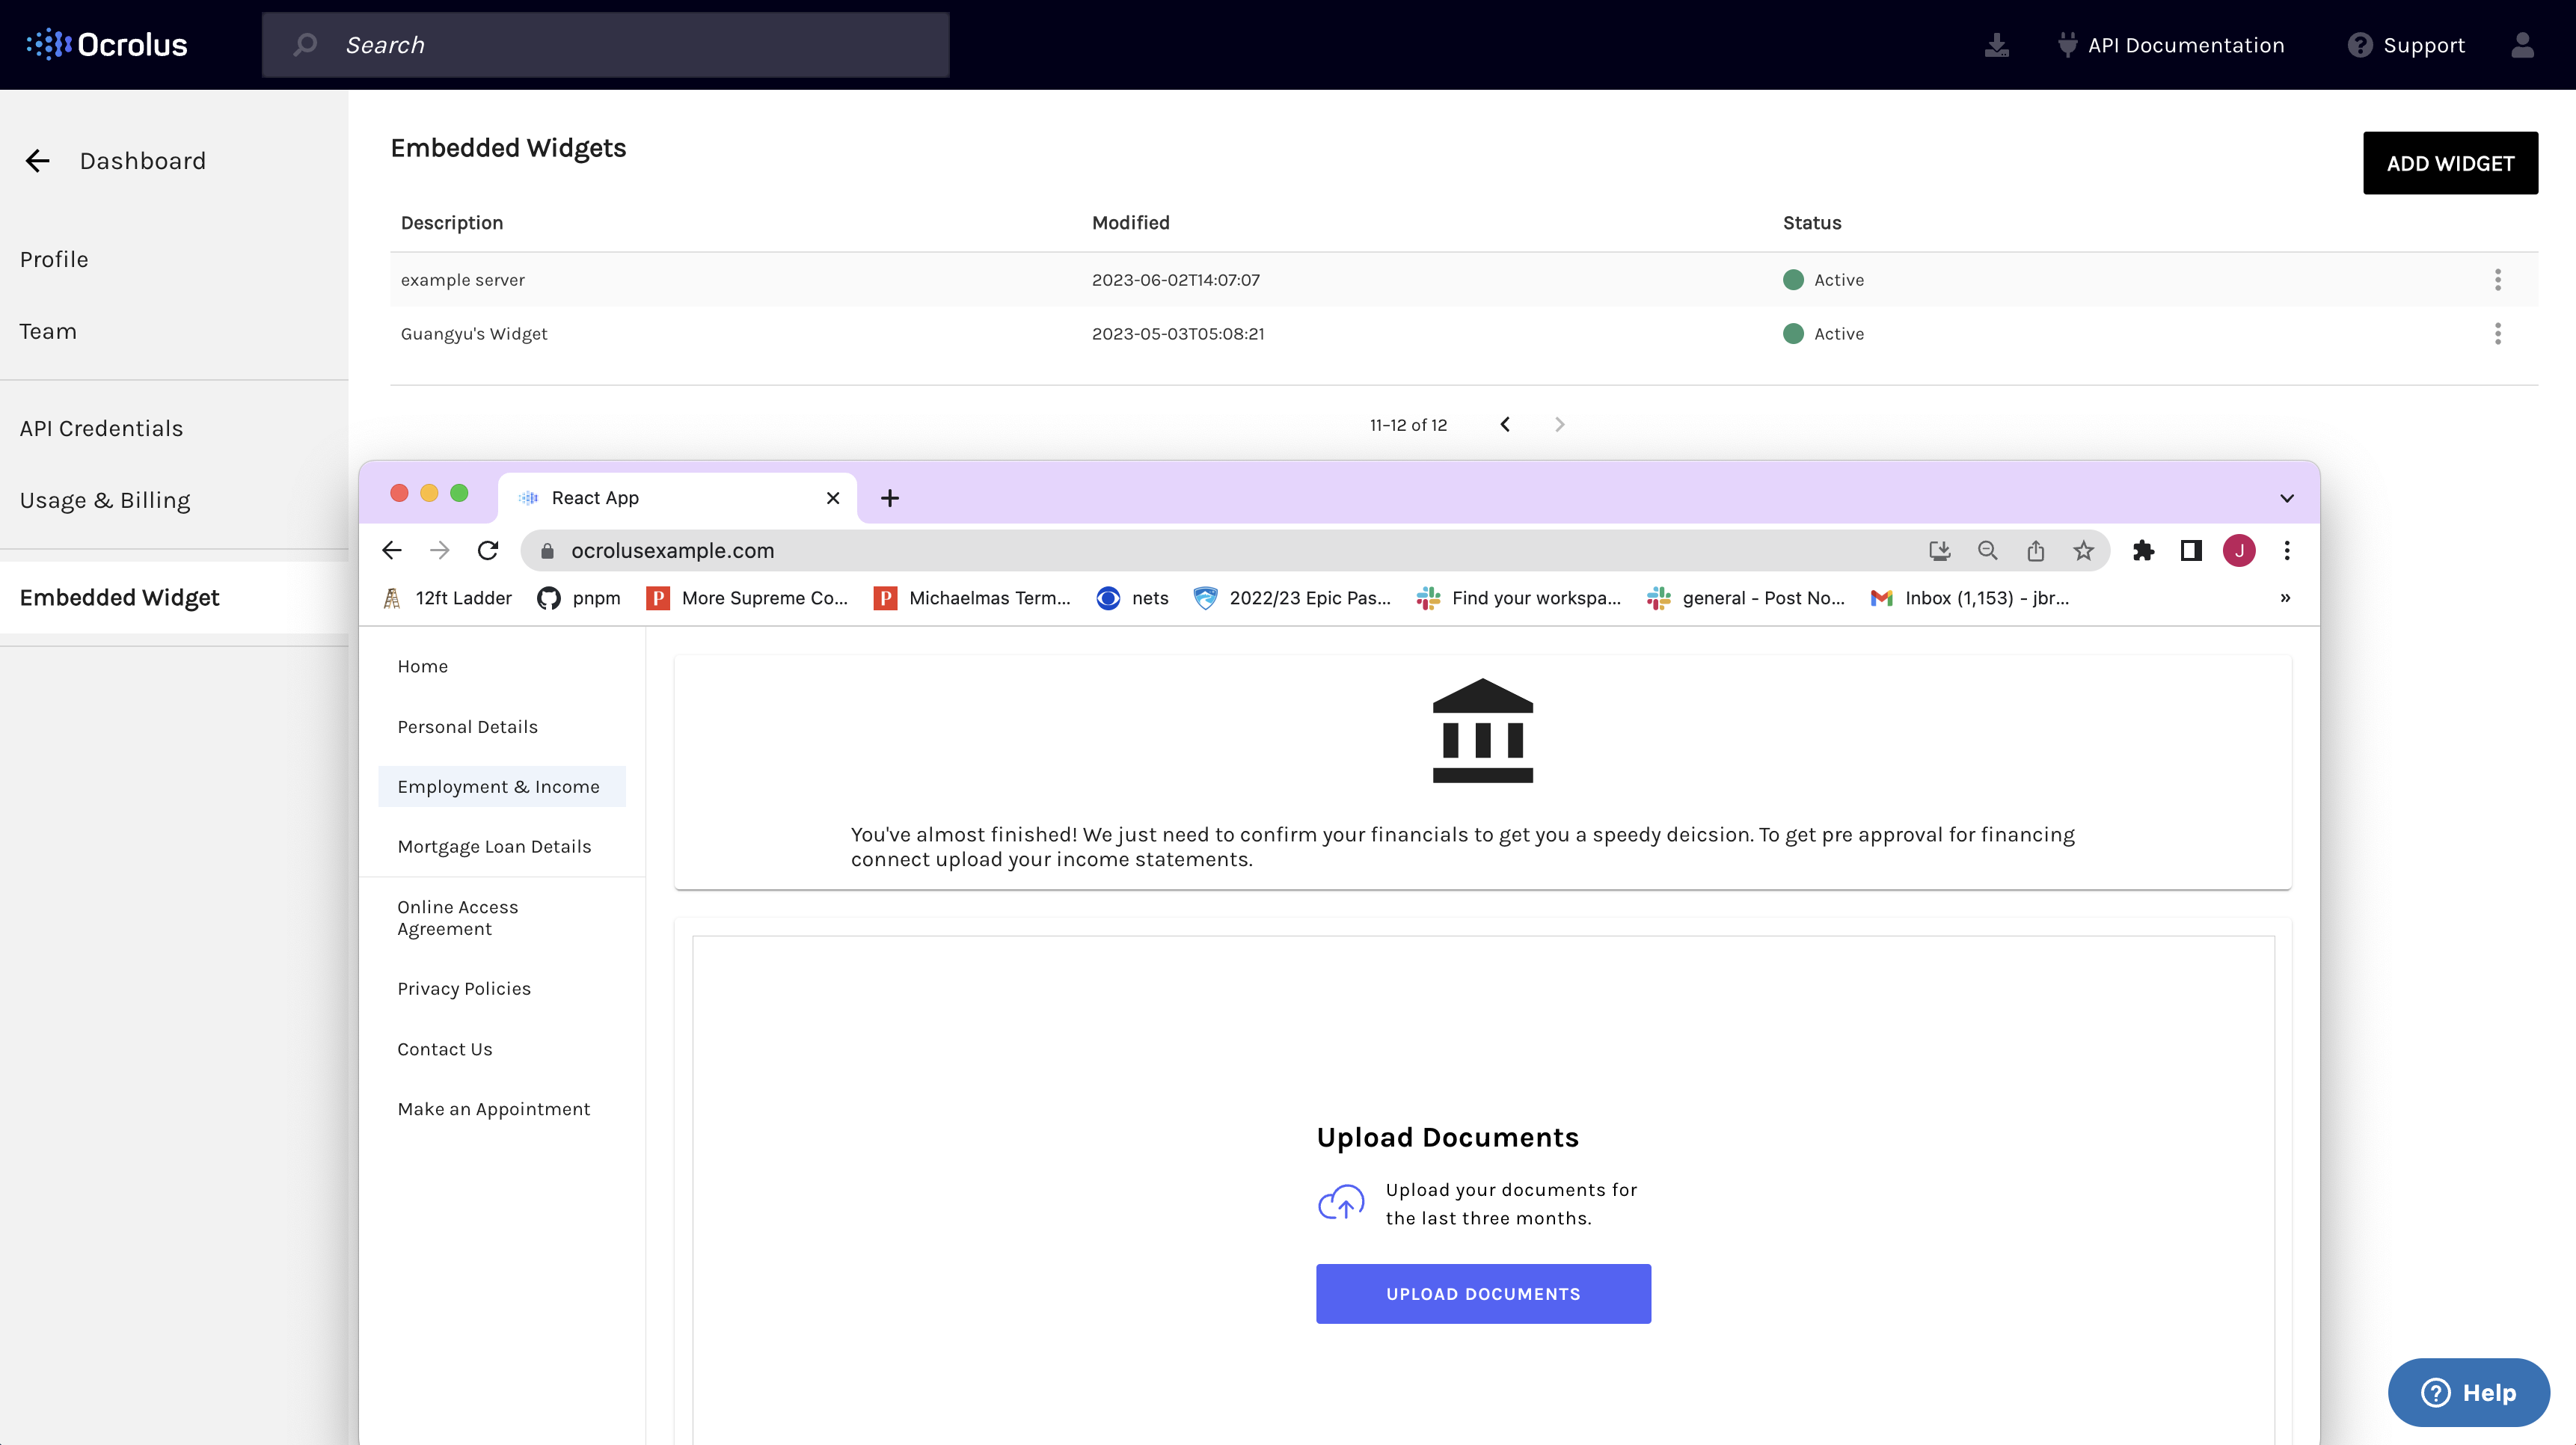 Ocrolus
Search
API Documentation
Support
Dashboard
Profile
Team
API Credentials
Usage & Billing
Embedded Widget
Embedded Widgets
ADD WIDGET
Description Modified Status
example server 2023-06-02T14:07:07 Active
Guangyu's Widget 2023-05-03T05:08:21 Active
11–12 of 12
React App
ocrolusexample.com
J
12ft Ladder
pnpm
P More Supreme Co...
P Michaelmas Term...
nets
2022/23 Epic Pas...
Find your workspa...
general - Post No...
Inbox (1,153) - jbr...
»
Home
Personal Details
Employment & Income
Mortgage Loan Details
Online Access
Agreement
Privacy Policies
Contact Us
Make an Appointment
You've almost finished! We just need to confirm your financials to get you a speedy deicsion. To get pre approval for financing
connect upload your income statements.
Upload Documents
Upload your documents for
the last three months.
UPLOAD DOCUMENTS
? Help